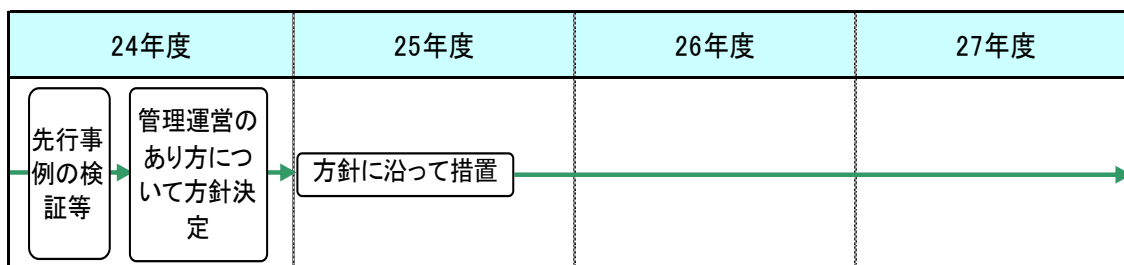 24年度
25年度
26年度
27年度
先行事
例の検
証等
管理運営の
あり方につ
いて方針決
定
方針に沿って措置